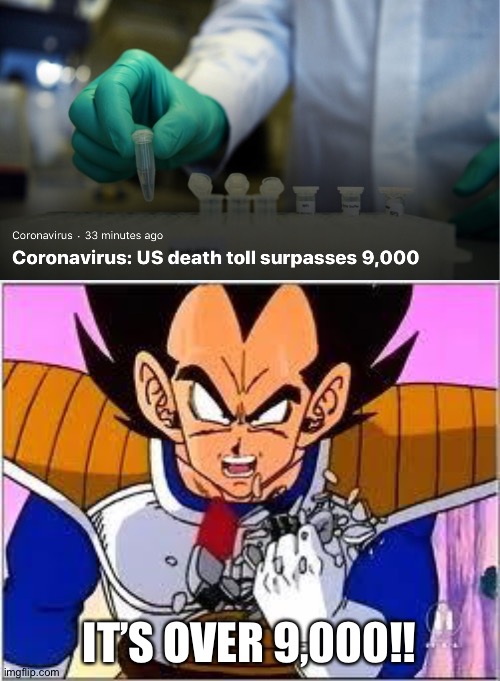 Coronavirus · 33 minutes ago
Coronavirus: US death toll surpasses 9,000
IT'S OVER 9,000!!
imgflip.com